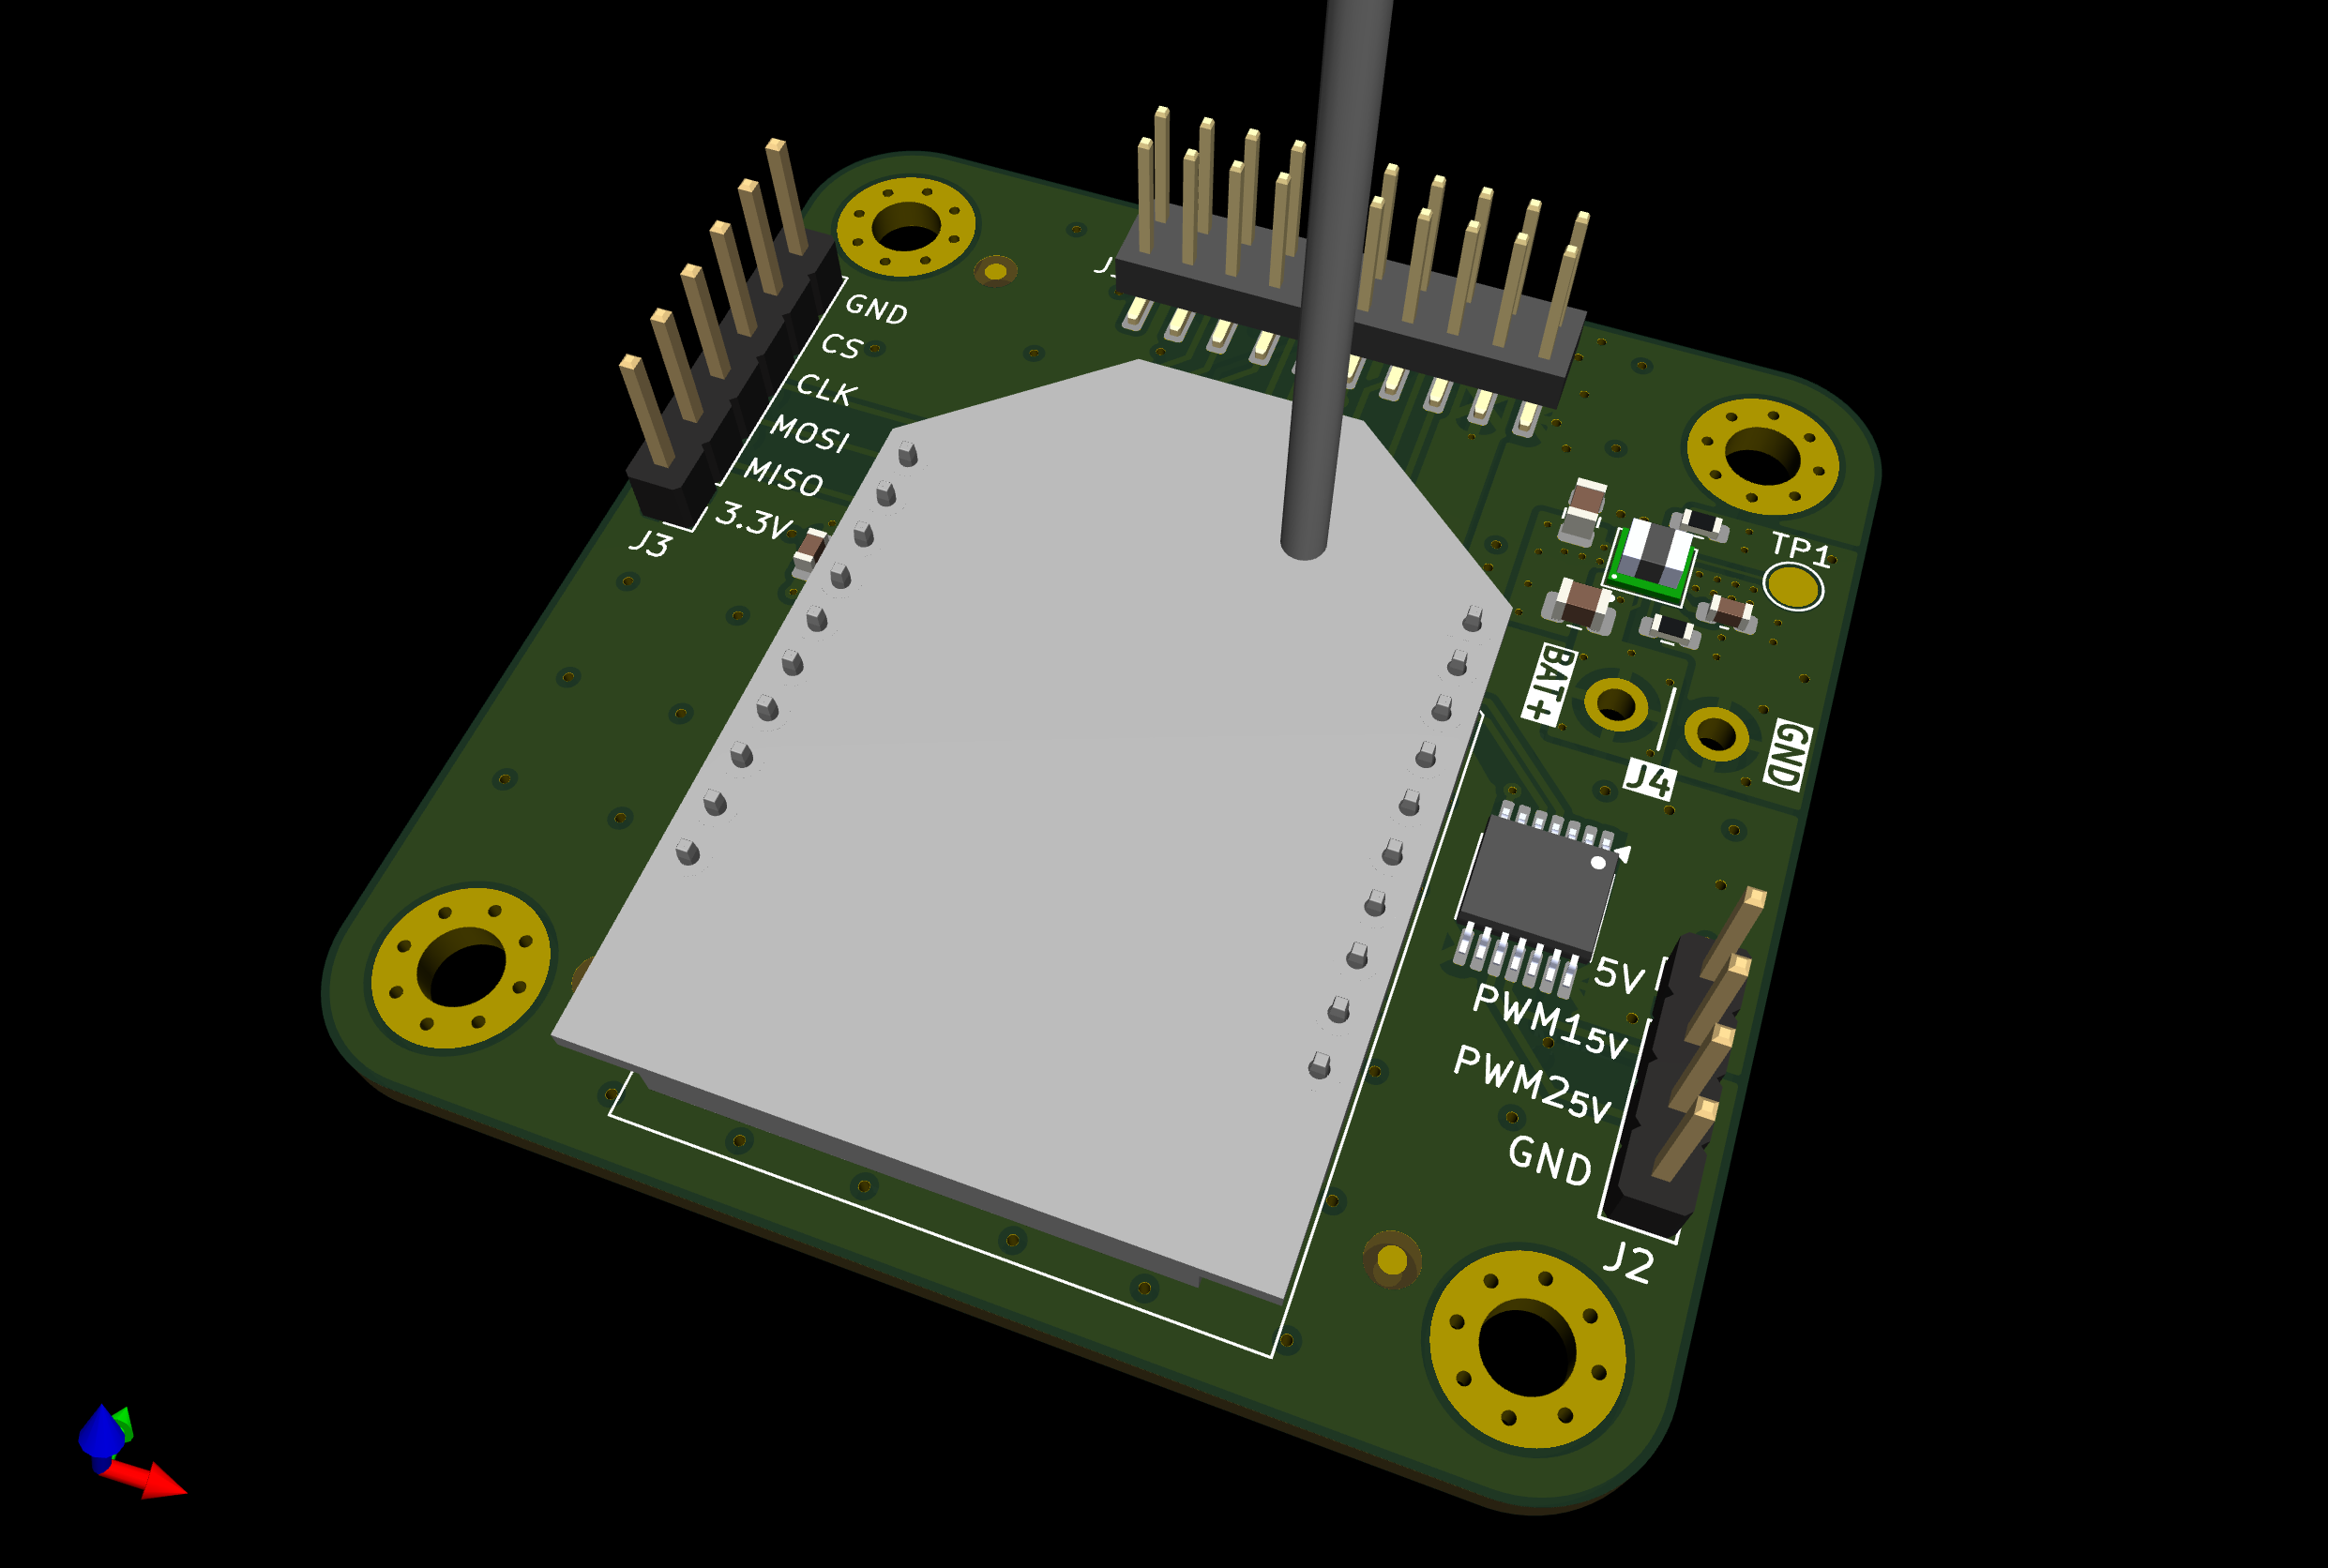 GND
CS
CLK
MOSI
MISO
3.3V
J3
TP1
BAT+
GND
J4
5V
PWM15V
PWM25V
GND
J2